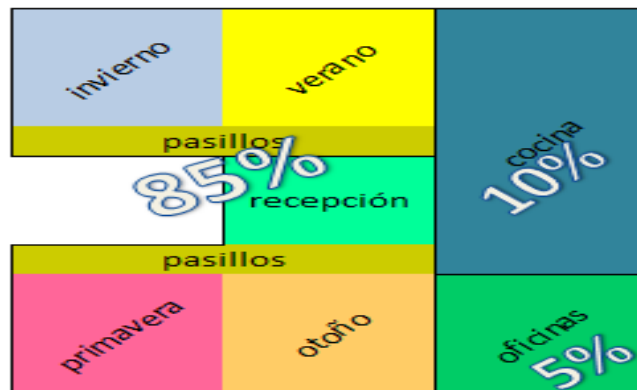 invierno
verano
pasillos
cocina
85%
10%
recepción
pasillos
primavera
otoño
oficinas
5%